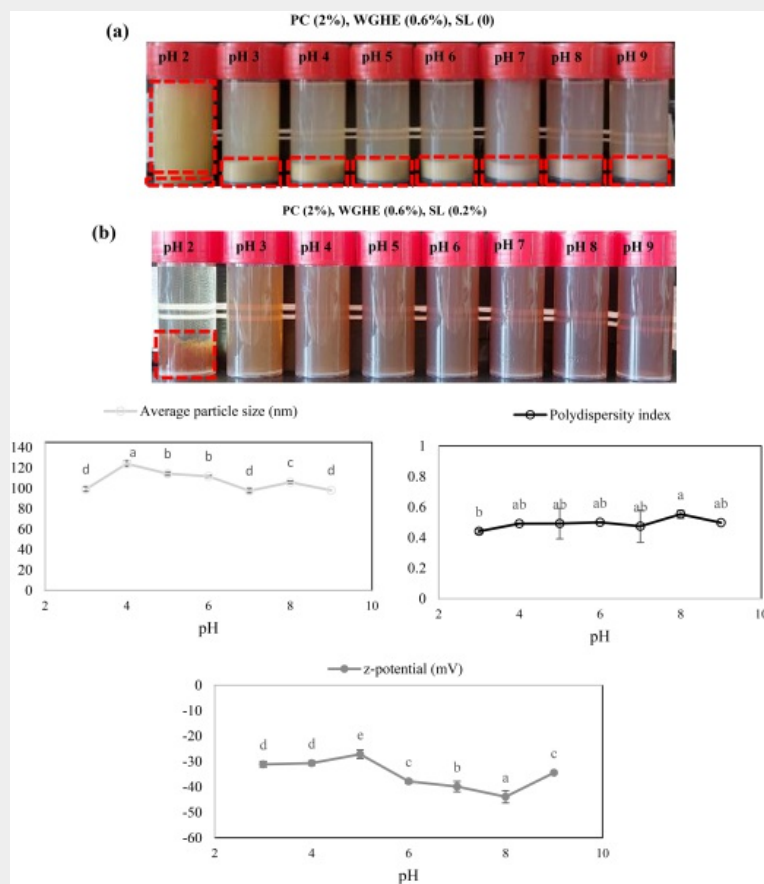 PC (2%), WGHE (0.6%), SL (0)
(a)
pH 2 pH 3 pH 4 pH 5 pH 6 pH 7 pH 8 pH 9
PC (2%), WGHE (0.6%), SL (0.2%)
(b)
pH 2 pH 3 pH 4 pH 5 pH 6 pH 7 pH 8 pH 9
Average particle size (nm)
140
120
100
80
60
40
20
0
d a b b d c d
2 4 6 8 10
pH
Polydispersity index
1
0.8
0.6
0.4
0.2
0
b ab ab ab ab a ab
2 4 6 8 10
pH
z-potential (mV)
0
-10
-20
-30
-40
-50
-60
d d e c b a c
2 4 6 8 10
pH